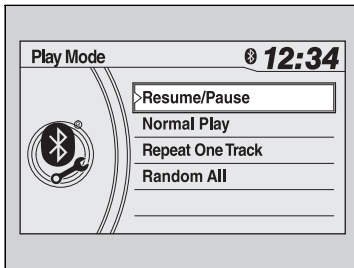 Play Mode
12:34
Resume/Pause
Normal Play
Repeat One Track
Random All